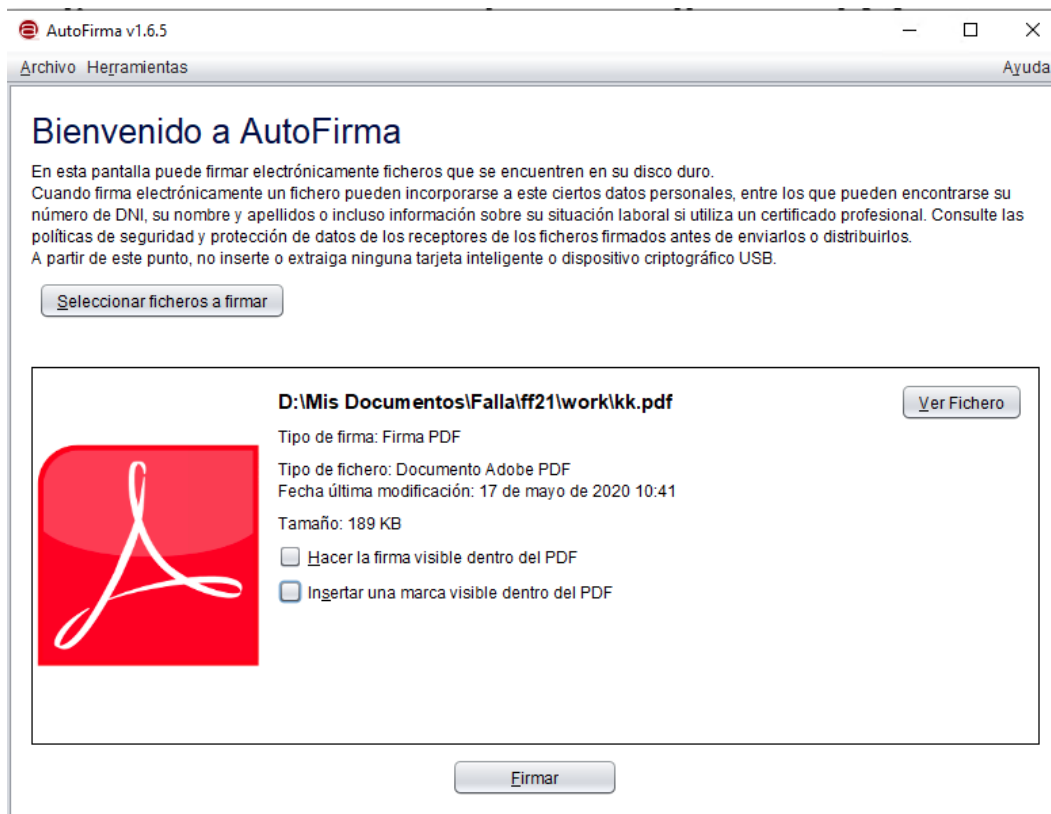 AutoFirma v1.6.5
Archivo Herramientas Ayuda
Bienvenido a AutoFirma
En esta pantalla puede firmar electrónicamente ficheros que se encuentren en su disco duro.
Cuando firma electrónicamente un fichero pueden incorporarse a este ciertos datos personales, entre los que pueden encontrarse su
número de DNI, su nombre y apellidos o incluso información sobre su situación laboral si utiliza un certificado profesional. Consulte las
políticas de seguridad y protección de datos de los receptores de los ficheros firmados antes de enviarlos o distribuirlos.
A partir de este punto, no inserte o extraiga ninguna tarjeta inteligente o dispositivo criptográfico USB.
Seleccionar ficheros a firmar
D:\Mis Documentos\Falla\ff21\work\kk.pdf
Ver Fichero
Tipo de firma: Firma PDF
Tipo de fichero: Documento Adobe PDF
Fecha última modificación: 17 de mayo de 2020 10:41
Tamaño: 189 KB
Hacer la firma visible dentro del PDF
Insertar una marca visible dentro del PDF
Firmar